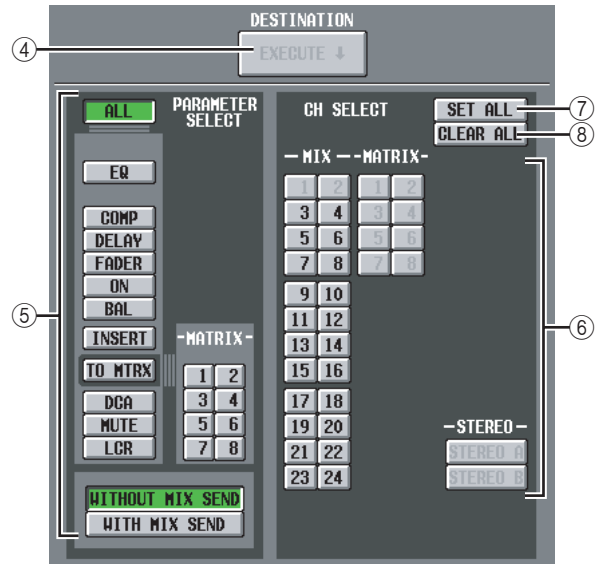 DESTINATION
④
EXECUTE ↓
ALL
PARAMETER
SELECT
EQ
COMP
DELAY
FADER
ON
BAL
INSERT
TO MTRX
DCA
MUTE
LCR
-MATRIX-
1 2
3 4
5 6
7 8
WITHOUT MIX SEND
WITH MIX SEND
⑤
CH SELECT
SET ALL
⑦
CLEAR ALL
⑧
— MIX — -MATRIX-
1 2 1 2
3 4 3 4
5 6 5 6
7 8 7 8
9 10
11 12
13 14
15 16
17 18
19 20
21 22
23 24
-STEREO-
STEREO A
STEREO B
⑥